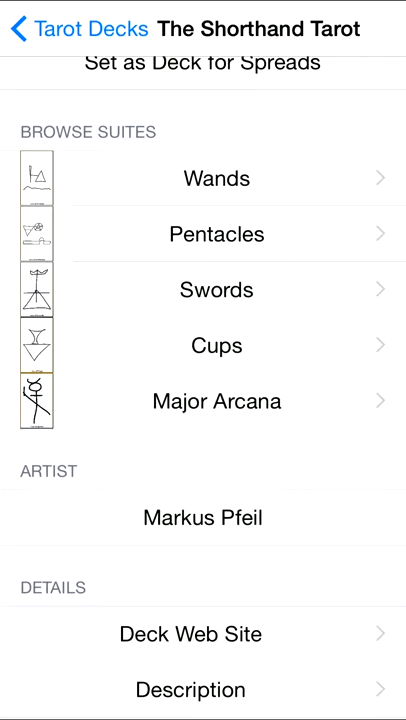 Tarot Decks The Shorthand Tarot
Set as Deck for Spreads
BROWSE SUITES
Wands
Pentacles
Swords
Cups
Major Arcana
ARTIST
Markus Pfeil
DETAILS
Deck Web Site
Description